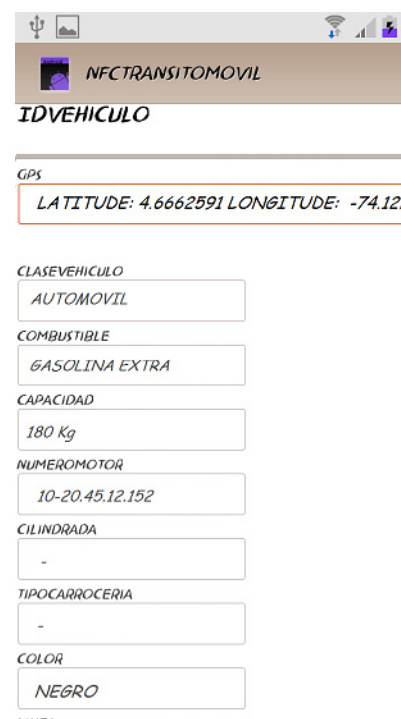 NFCTRANSITOMOVIL
IDVEHICULO
GPS
LATITUDE: 4.6662591 LONGITUDE: -74.12
CLASEVEHICULO
AUTOMOVIL
COMBUSTIBLE
GASOLINA EXTRA
CAPACIDAD
180 Kg
NUMEROMOTOR
10-20.45.12.152
CILINDRADA
-
TIPOCARROCERIA
-
COLOR
NEGRO